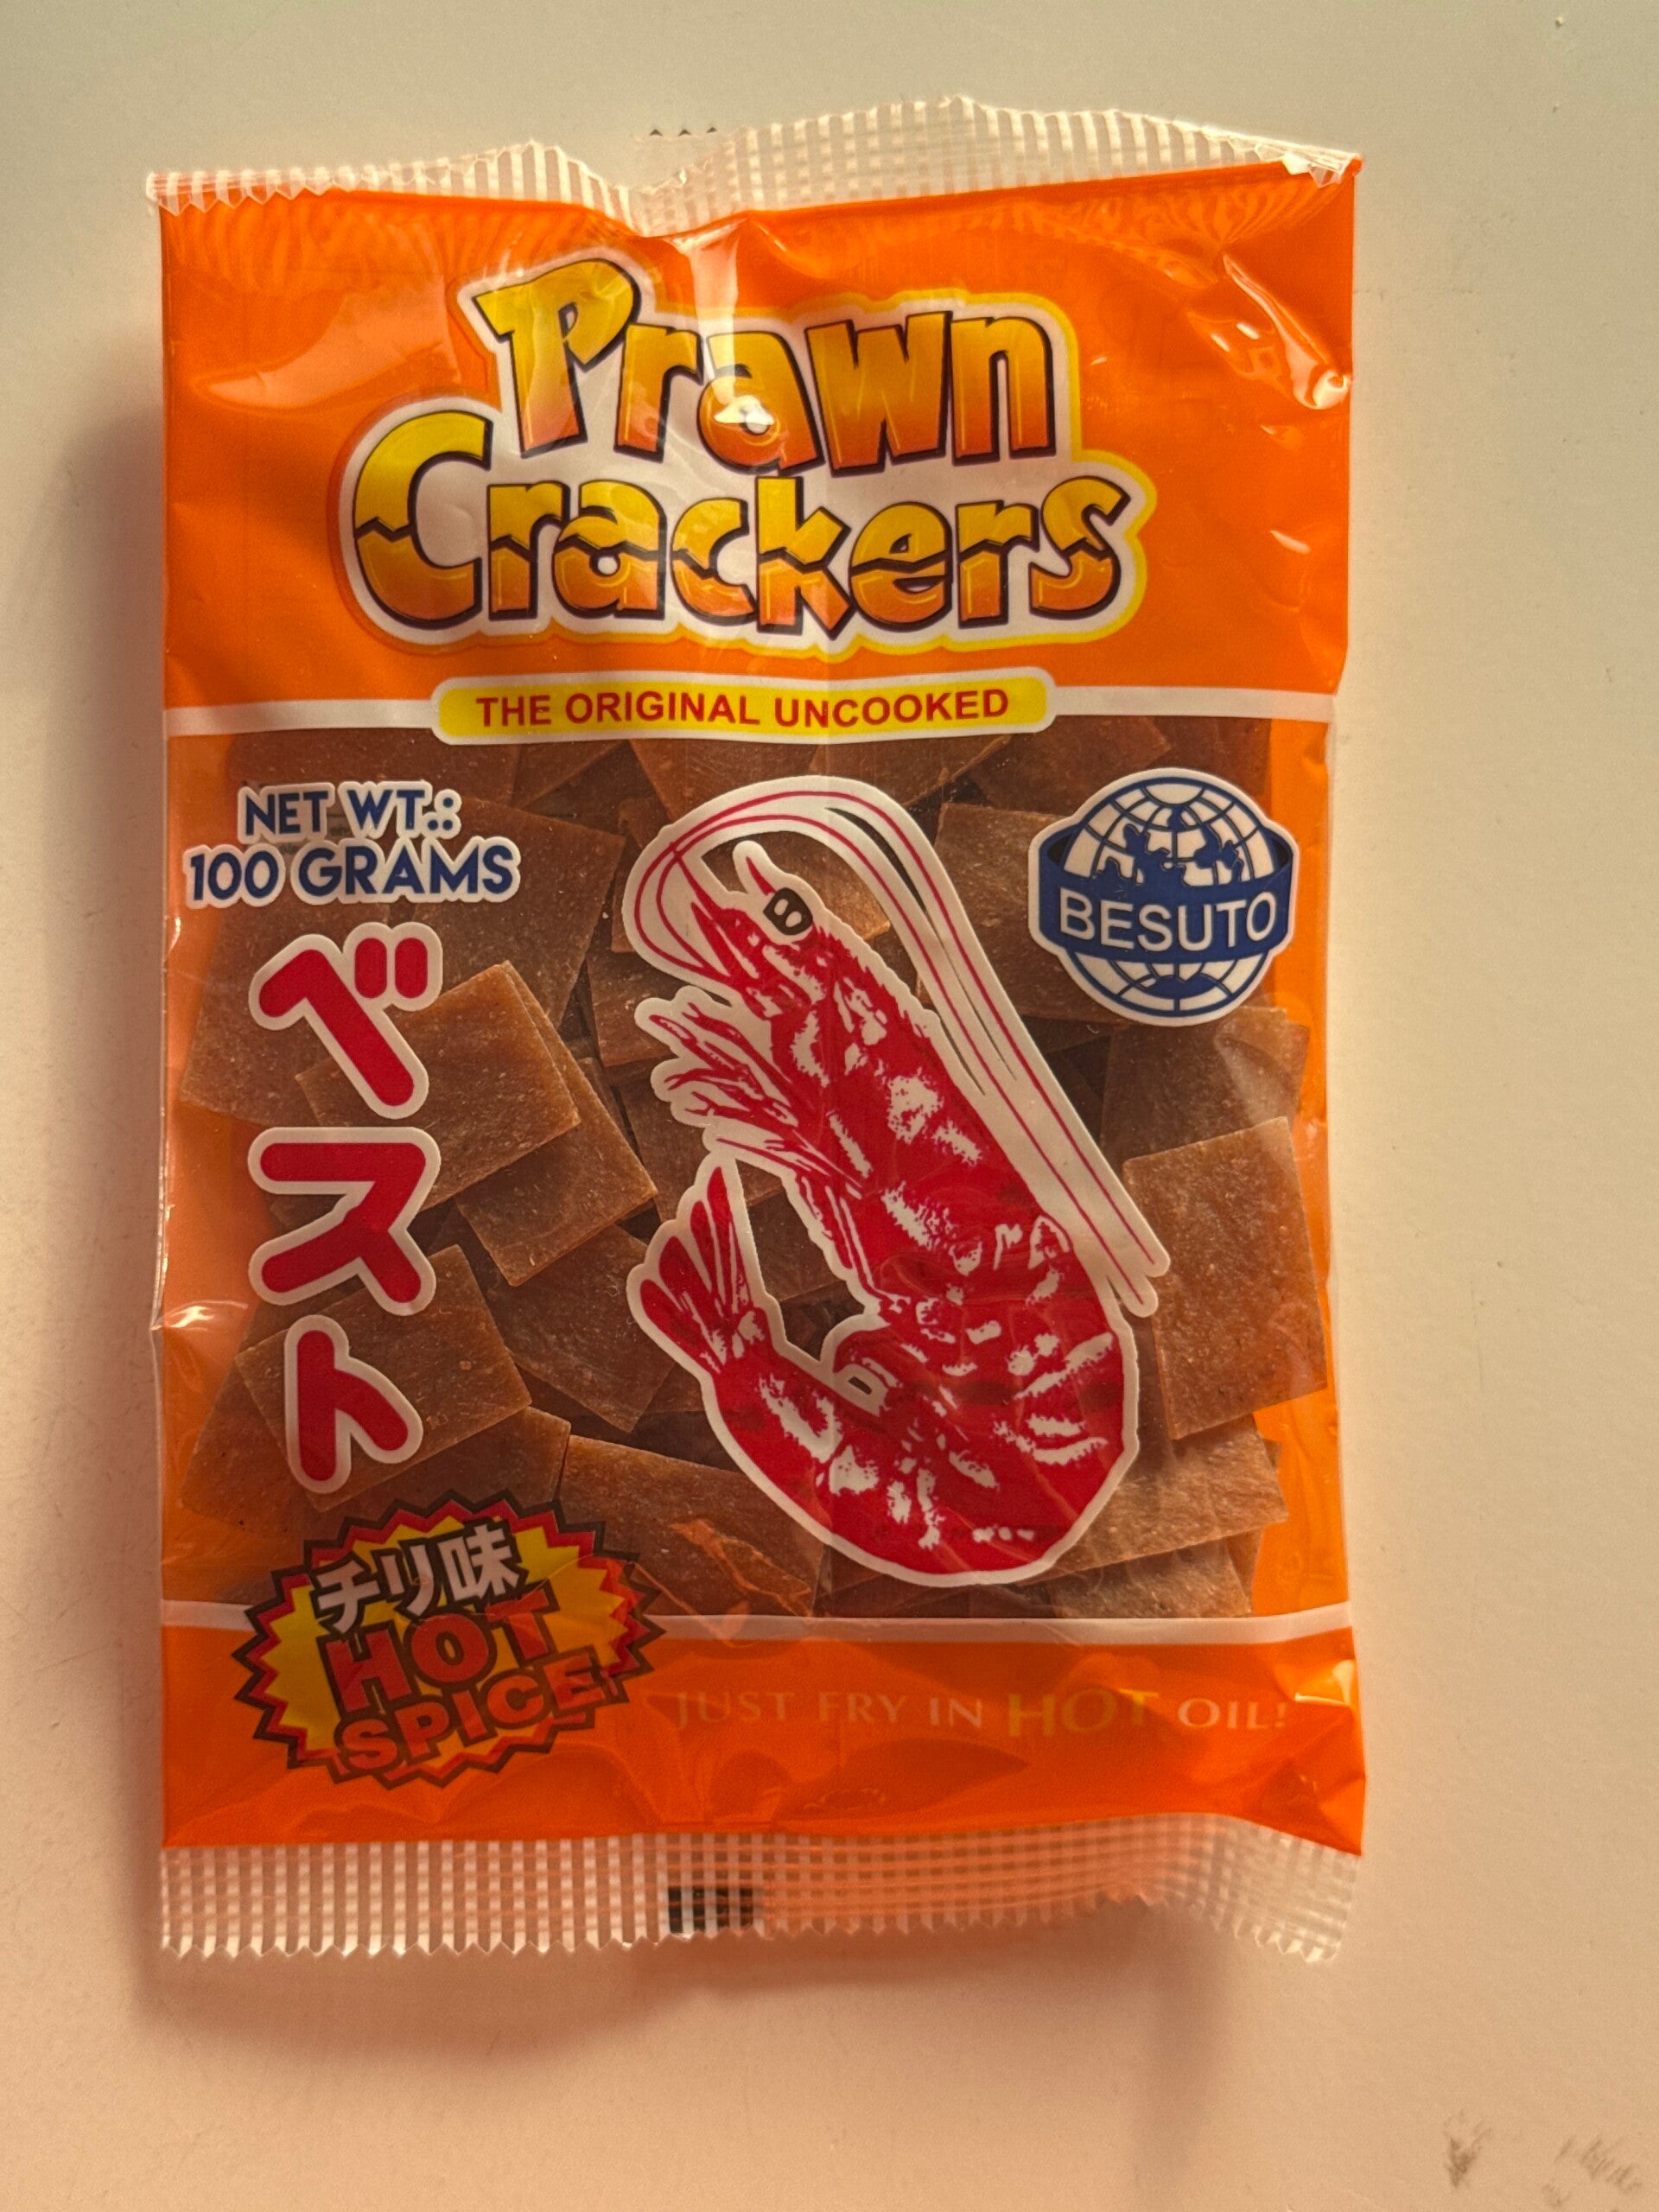 Prawn
Crackers
THE ORIGINAL UNCOOKED
NET WT.:
100 GRAMS
BESUTO
ベスト
チリ味
HOT
SPICE
JUST FRY IN HOT OIL!